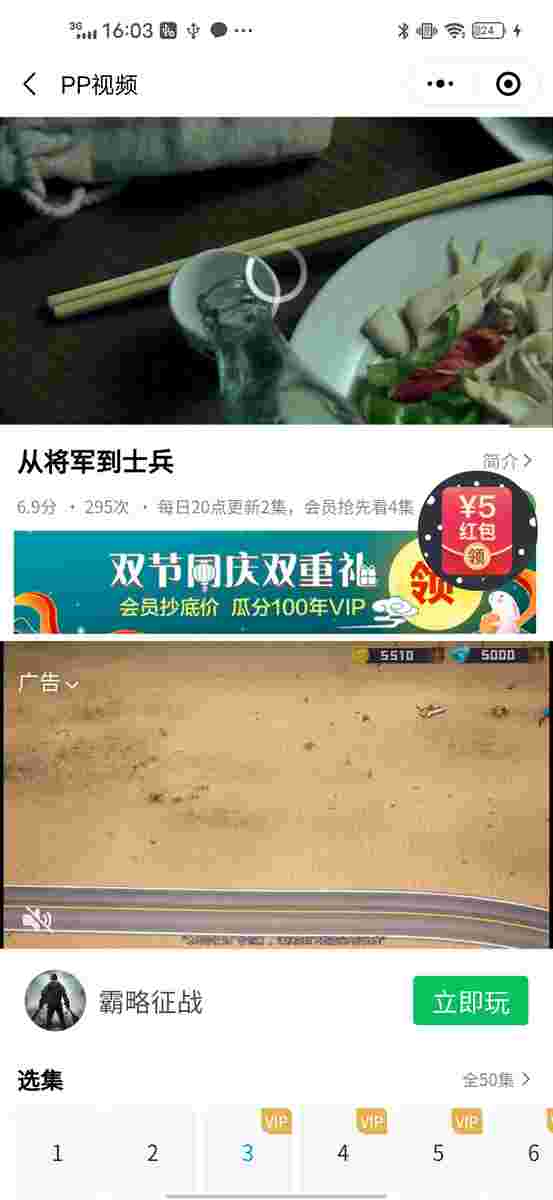 3G 16:03 24
PP视频
从将军到士兵
简介
6.9分 · 295次 · 每日20点更新2集，会员抢先看4集
¥5
红包
领
双节同庆双重礼
领
会员抄底价 瓜分100年VIP
5510 5000
广告
霸略征战
立即玩
选集
全50集
VIP VIP VIP
1 2 3 4 5 6